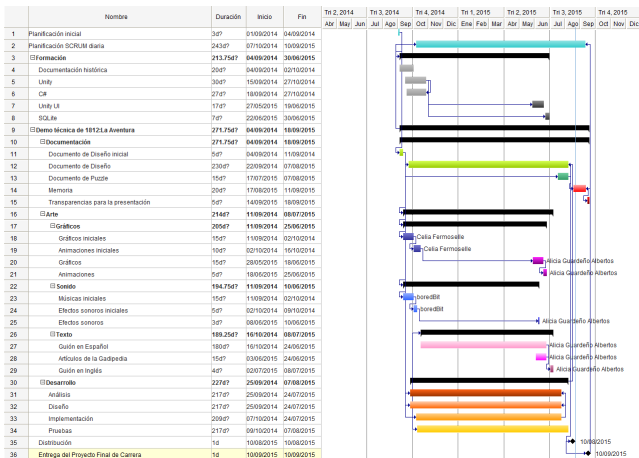 Tri 2, 2014 Tri 3, 2014 Tri 4, 2014 Tri 1, 2015 Tri 2, 2015 Tri 3, 2015 Tri 4, 2015
Nombre Duración Inicio Fin
Abr May Jun Jul Ago Sep Oct Nov Dic Ene Feb Mar Abr May Jun Jul Ago Sep Oct Nov Dic
1 Planificación inicial 3d? 01/09/2014 04/09/2014
2 Planificación SCRUM diaria 243d? 07/10/2014 10/09/2015
3 Formación 213.75d? 04/09/2014 30/06/2015
4 Documentación histórica 20d? 04/09/2014 02/10/2014
5 Unity 30d? 15/09/2014 27/10/2014
6 C# 27d? 18/09/2014 27/10/2014
7 Unity UI 17d? 27/05/2015 19/06/2015
8 SQLite 7d? 22/06/2015 30/06/2015
9 Demo técnica de 1812:La Aventura 271.75d? 04/09/2014 18/09/2015
10 Documentación 271.75d? 04/09/2014 18/09/2015
11 Documento de Diseño inicial 5d? 04/09/2014 11/09/2014
12 Documento de Diseño 230d? 22/09/2014 07/08/2015
13 Documento de Puzzle 15d? 17/07/2015 07/08/2015
14 Memoria 20d? 17/08/2015 11/09/2015
15 Transparencias para la presentación 5d? 14/09/2015 18/09/2015
16 Arte 214d? 11/09/2014 08/07/2015
17 Gráficos 205d? 11/09/2014 25/06/2015
18 Gráficos iniciales 15d? 11/09/2014 02/10/2014 Celia Fermoselle
19 Animaciones iniciales 10d? 02/10/2014 16/10/2014 Celia Fermoselle
20 Gráficos 15d? 28/05/2015 18/06/2015 Alicia Guardeño Albertos
21 Animaciones 5d? 18/06/2015 25/06/2015 Alicia Guardeño Albertos
22 Sonido 194.75d? 11/09/2014 10/06/2015
23 Músicas iniciales 15d? 11/09/2014 02/10/2014 boredBit
24 Efectos sonoros iniciales 5d? 02/10/2014 09/10/2014 boredBit
25 Efectos sonoros 3d? 08/06/2015 10/06/2015 Alicia Guardeño Albertos
26 Texto 189.25d? 16/10/2014 08/07/2015
27 Guión en Español 180d? 16/10/2014 24/06/2015 Alicia Guardeño Albertos
28 Artículos de la Gadipedia 15d? 03/06/2015 24/06/2015 Alicia Guardeño Albertos
29 Guión en Inglés 4d? 02/07/2015 08/07/2015 Alicia Guardeño Albertos
30 Desarrollo 227d? 25/09/2014 07/08/2015
31 Análisis 217d? 25/09/2014 24/07/2015
32 Diseño 217d? 25/09/2014 24/07/2015
33 Implementación 209d? 07/10/2014 24/07/2015
34 Pruebas 217d? 09/10/2014 07/08/2015
35 Distribución 1d 10/08/2015 10/08/2015 10/08/2015
36 Entrega del Proyecto Final de Carrera 1d 10/09/2015 10/09/2015 10/09/2015